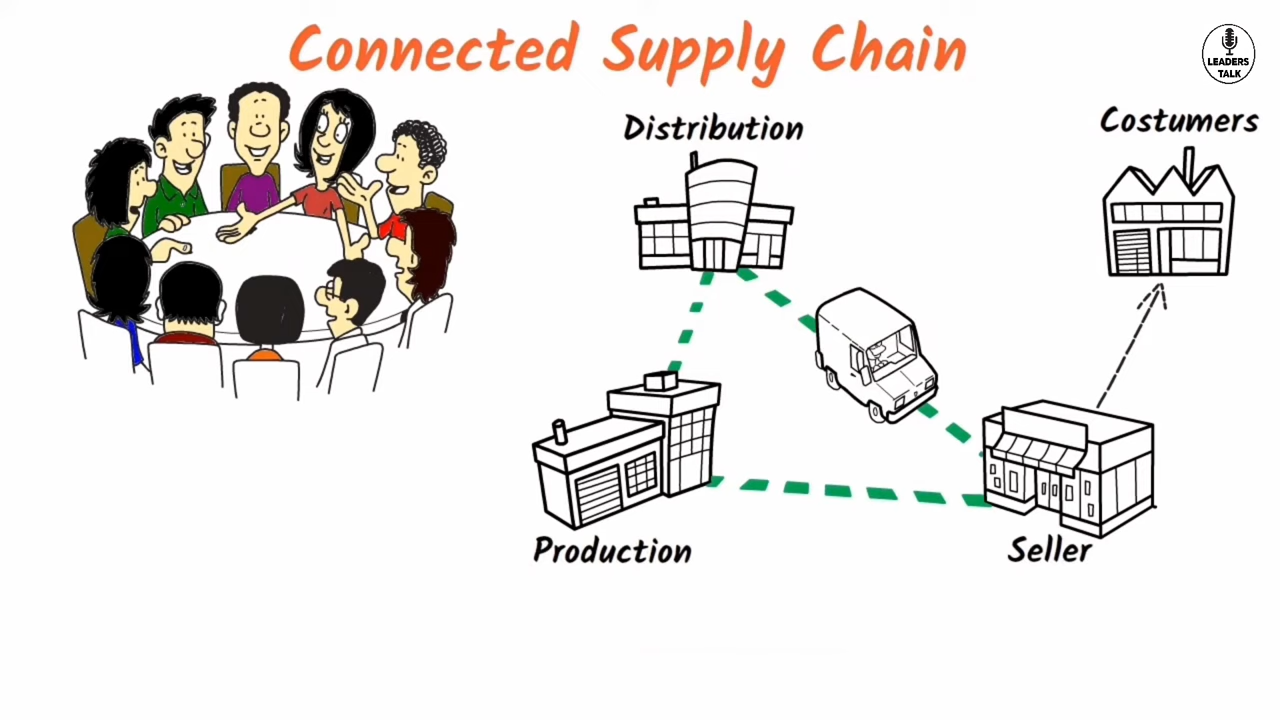 Connected Supply Chain
LEADERS
TALK
Distribution
Costumers
Production
Seller